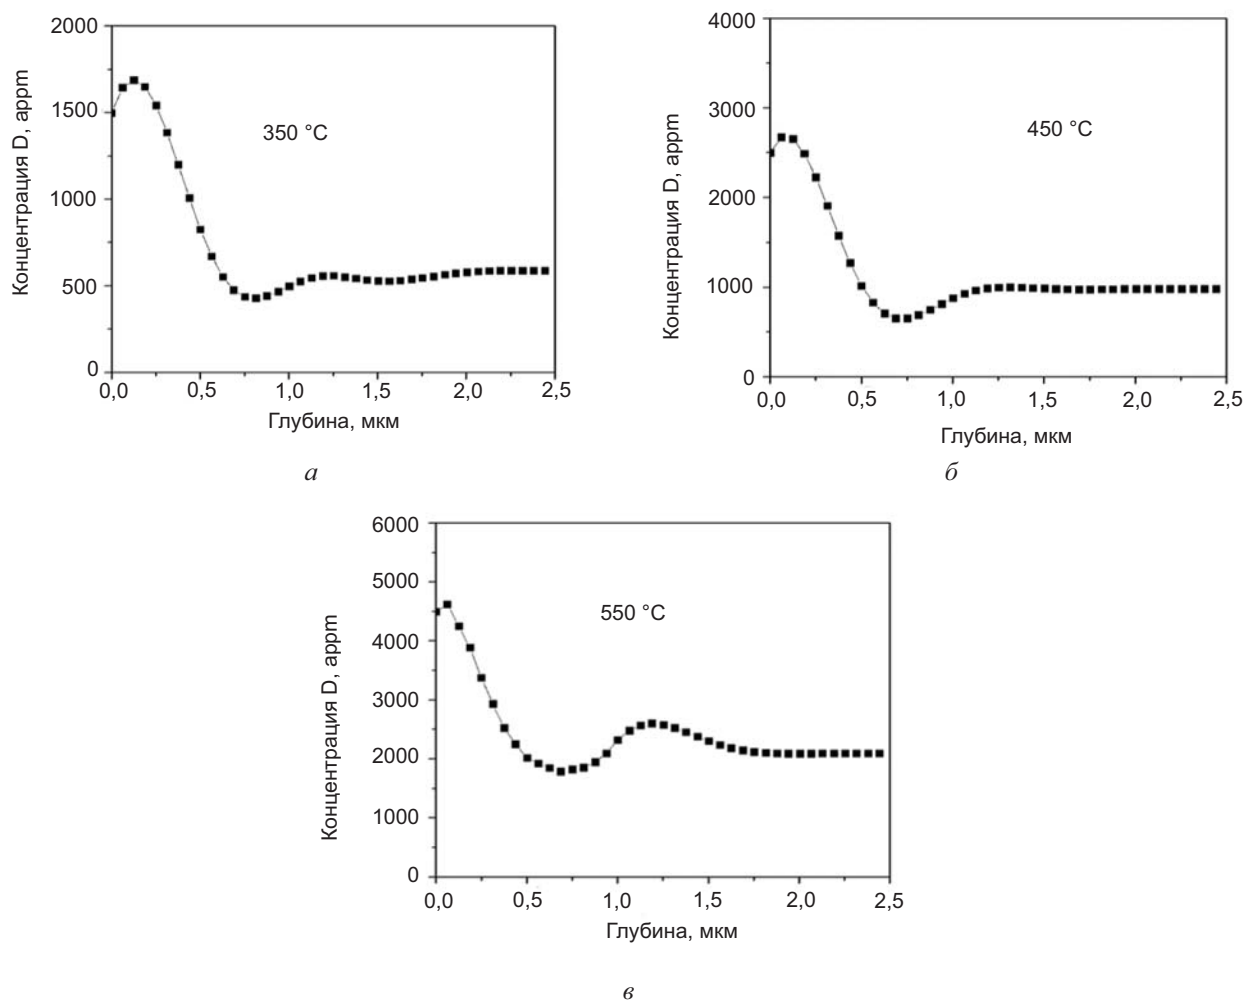 2000
1500
1000
500
0
Концентрация D, appm
350 °C
0,0 0,5 1,0 1,5 2,0 2,5
Глубина, мкм
а
4000
3000
2000
1000
0
Концентрация D, appm
450 °C
0,0 0,5 1,0 1,5 2,0 2,5
Глубина, мкм
б
6000
5000
4000
3000
2000
1000
0
Концентрация D, appm
550 °C
0,0 0,5 1,0 1,5 2,0 2,5
Глубина, мкм
в